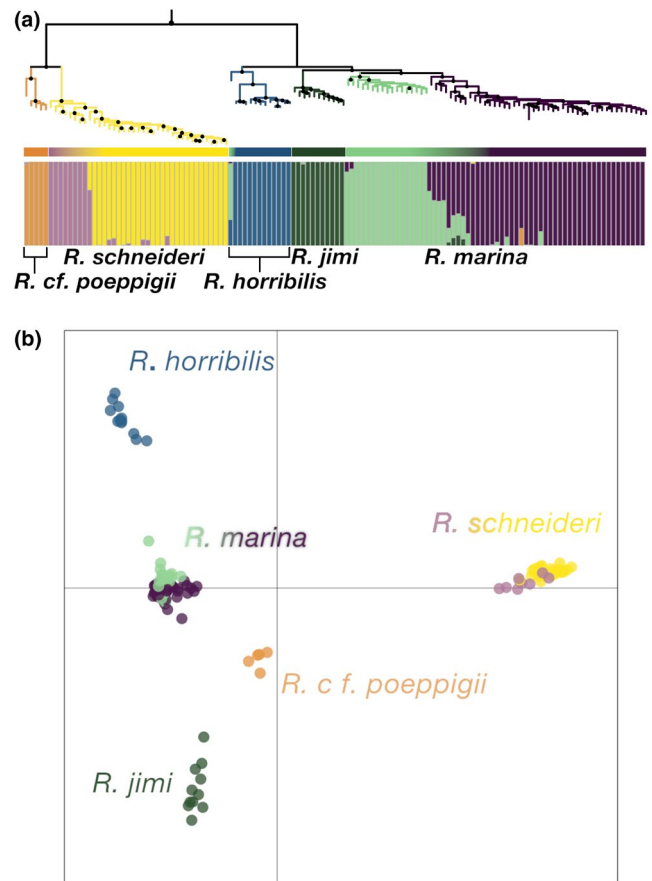 (a)
R. schneideri R. jimi R. marina
R. cf. poeppigii R. horribilis
(b)
R. horribilis
R. marina
R. schneideri
R. c f. poeppigii
R. jimi